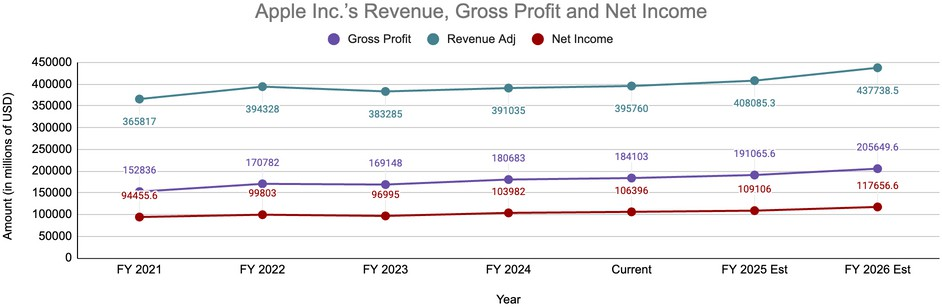 Apple Inc.'s Revenue, Gross Profit and Net Income
Gross Profit Revenue Adj Net Income
Amount (in millions of USD)
450000
400000
350000
300000
250000
200000
150000
100000
50000
0
365817 394328 383285 391035 395760 408085.3 437738.5
152836 170782 169148 180683 184103 191065.6 205649.6
94455.6 99803 96995 103982 106396 109106 117656.6
FY 2021 FY 2022 FY 2023 FY 2024 Current FY 2025 Est FY 2026 Est
Year